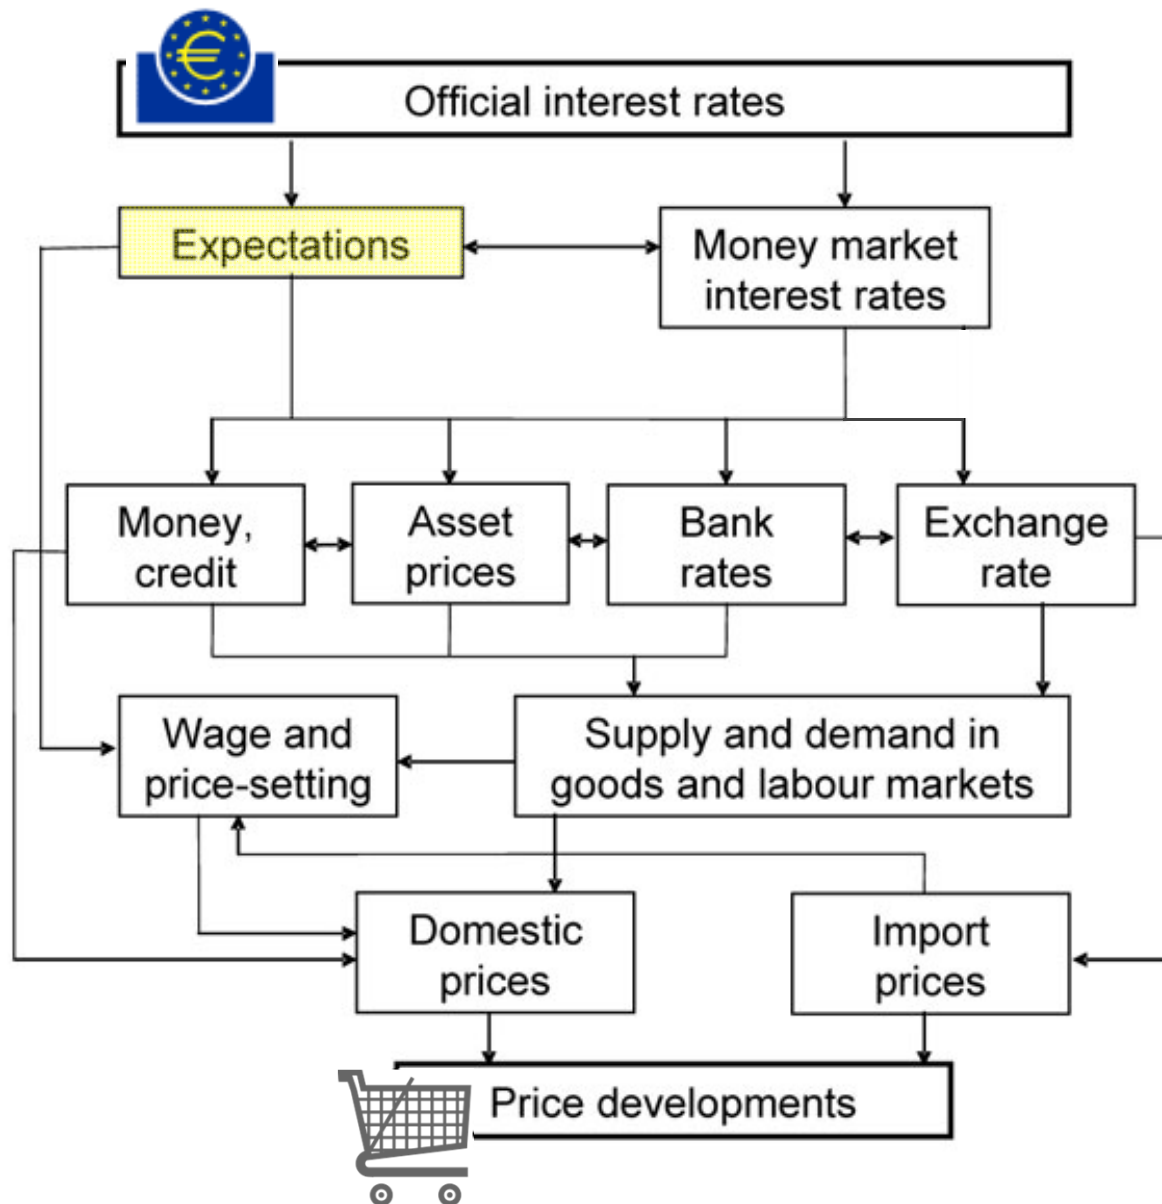 Official interest rates
Expectations
Money market
interest rates
Money,
credit
Asset
prices
Bank
rates
Exchange
rate
Wage and
price-setting
Supply and demand in
goods and labour markets
Domestic
prices
Import
prices
Price developments